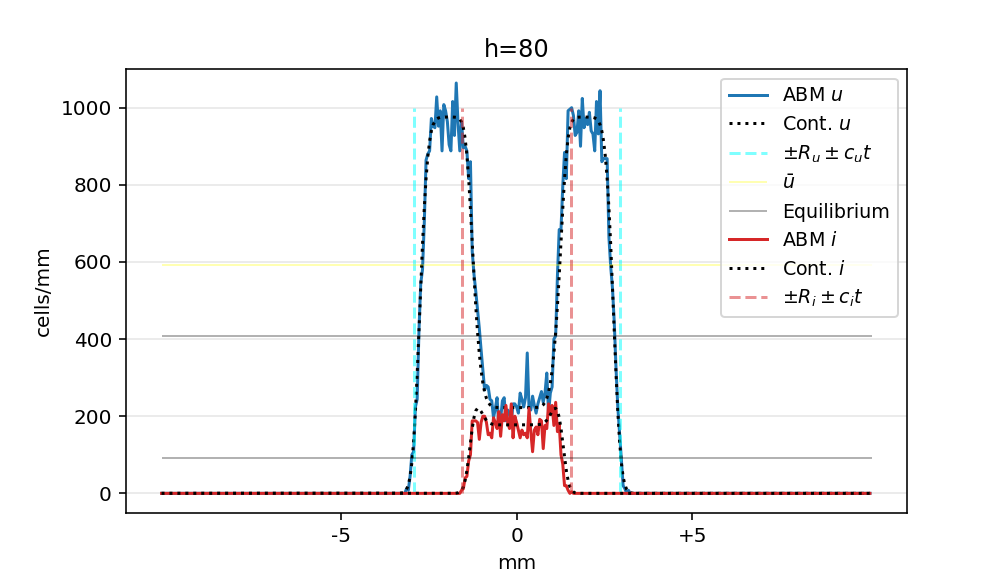 h=80
1000
800
600
400
200
0
cells/mm
-5
0
+5
mm
ABM u
Cont. u
±R_u ± c_u t
ū
Equilibrium
ABM i
Cont. i
±R_i ± c_i t